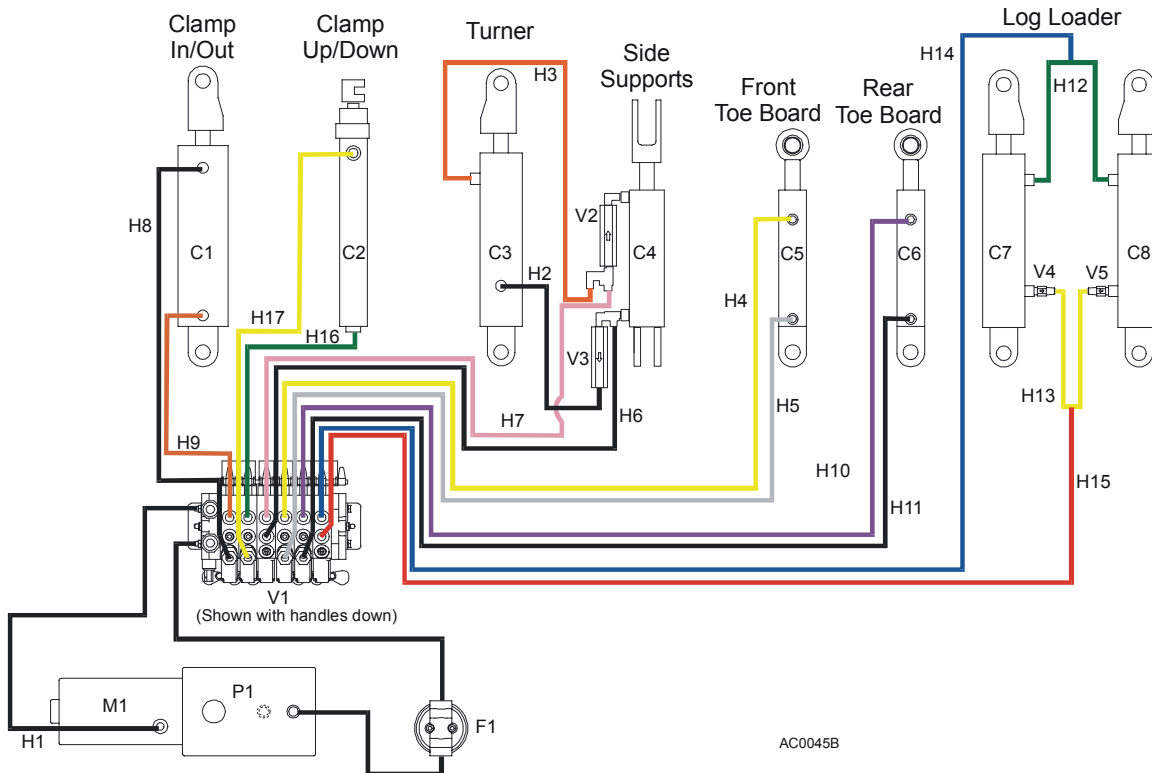 Clamp
In/Out
Clamp
Up/Down
Turner
Side
Supports
Front
Toe Board
Rear
Toe Board
Log Loader
H3
H14
H12
H8
V2
C1
C2
C3
H2
C4
C5
C6
C7
C8
V4
V5
H4
H17
H16
V3
H13
H7
H6
H5
H9
H10
H11
H15
V1
(Shown with handles down)
M1
P1
F1
H1
AC0045B